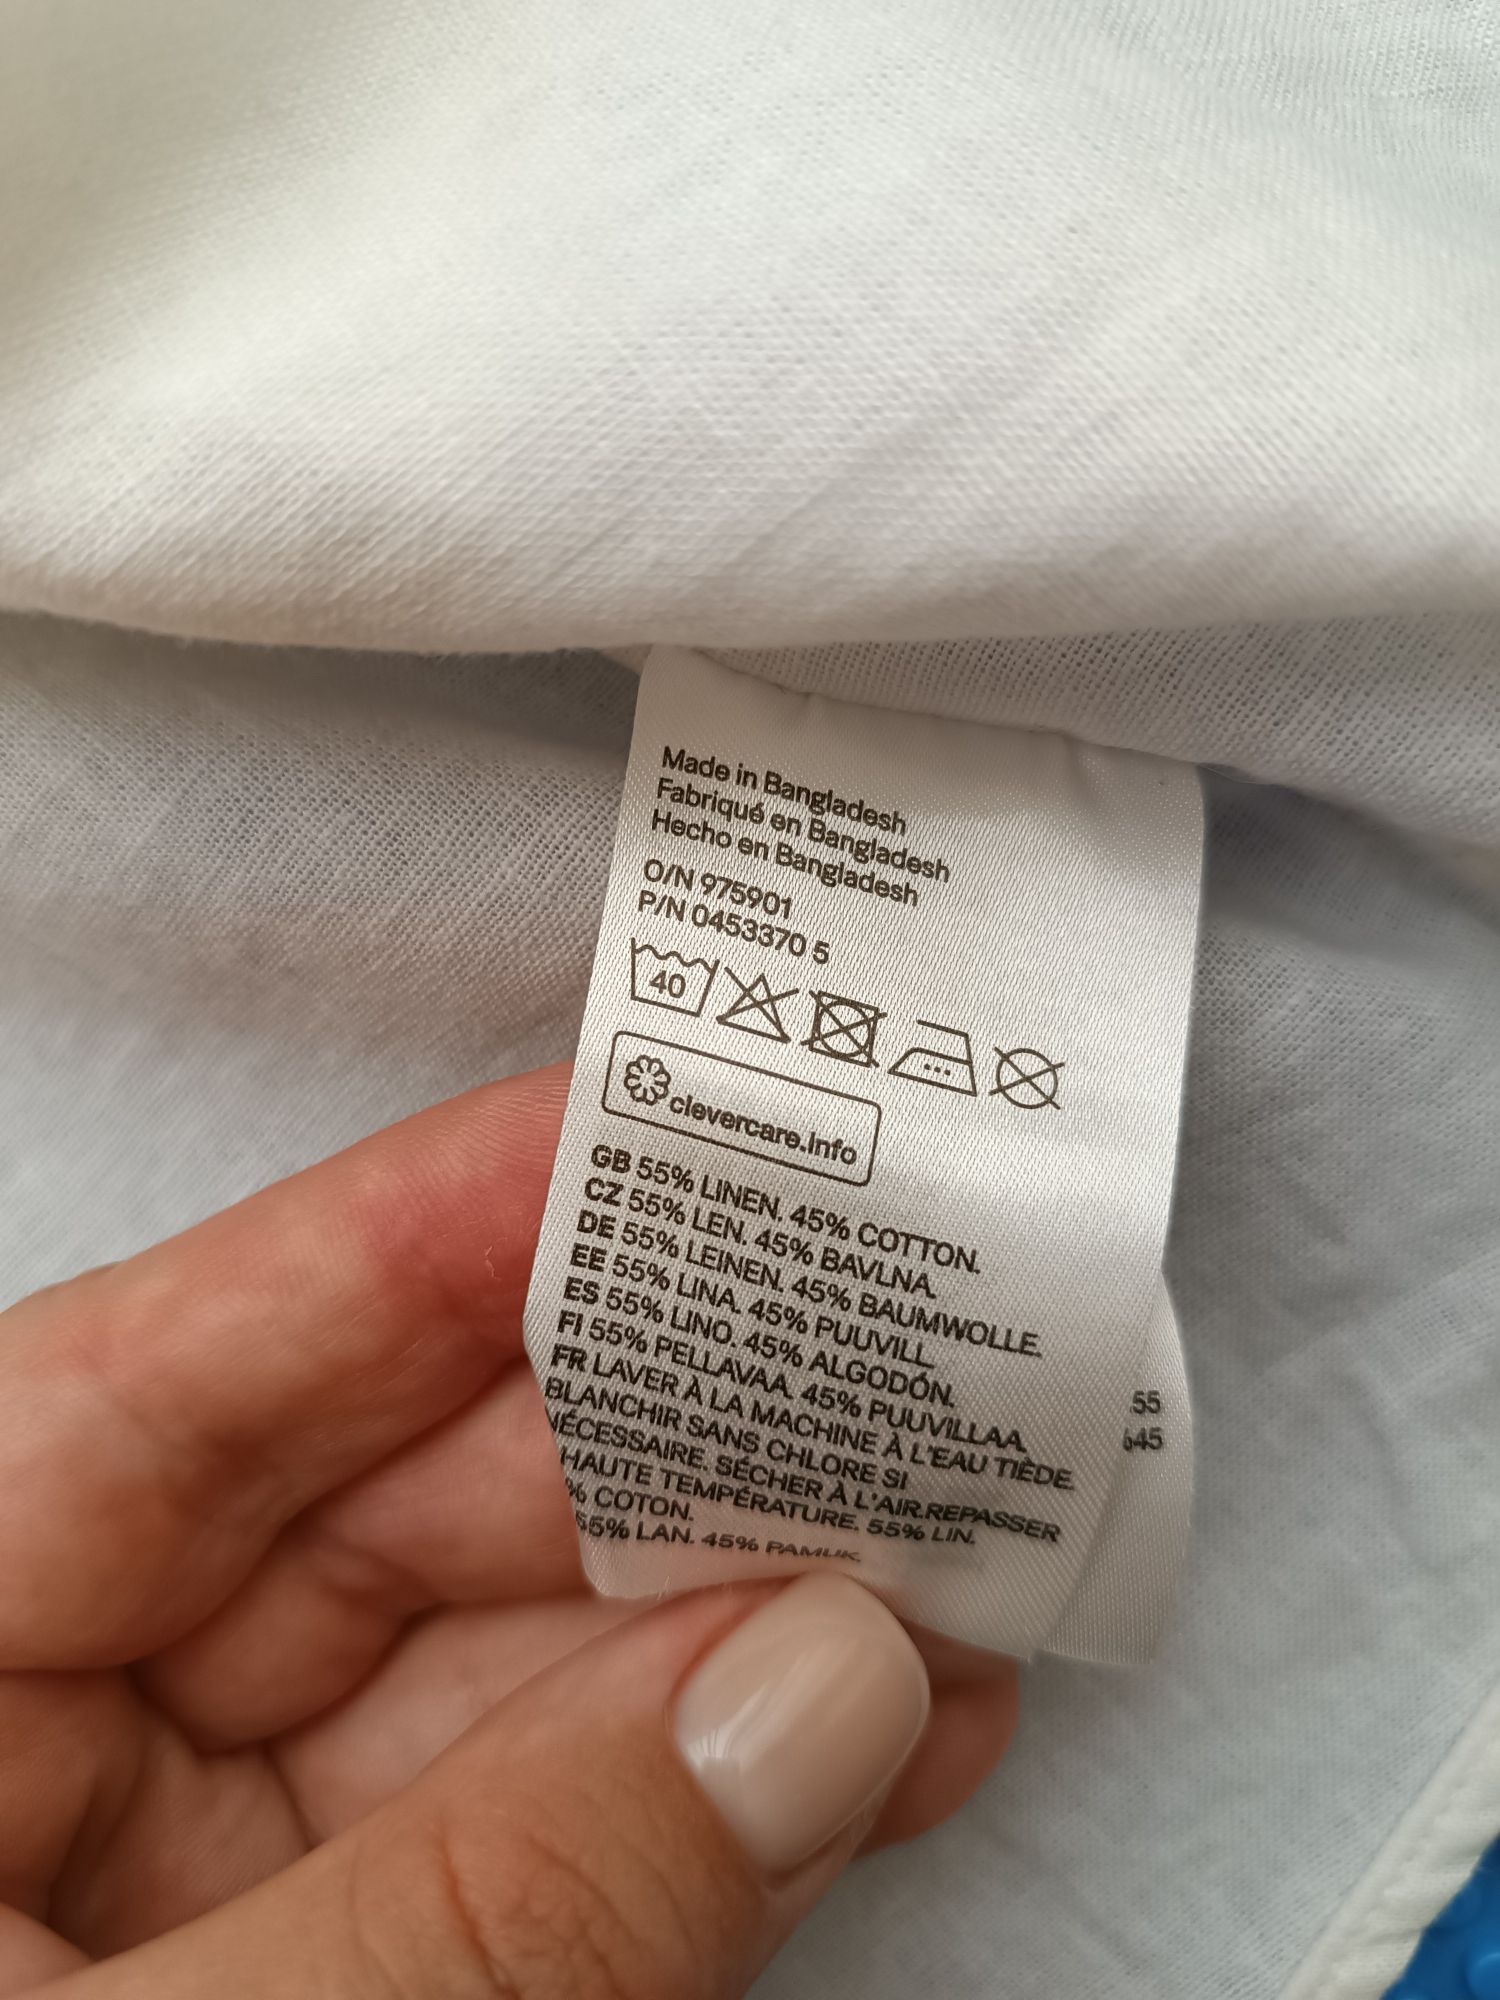 Made in Bangladesh
Fabriqué en Bangladesh
Hecho en Bangladesh
O/N 975901
P/N 0453370 5
40
clevercare.info
GB 55% LINEN. 45% COTTON.
CZ 55% LEN. 45% BAVLNA.
DE 55% LEINEN. 45% BAUMWOLLE.
EE 55% LINA. 45% PUUVILL.
ES 55% LINO. 45% ALGODÓN.
FI 55% PELLAVAA. 45% PUUVILLAA.
FR LAVER À LA MACHINE À L'EAU TIÈDE.
BLANCHIR SANS CHLORE SI
NÉCESSAIRE. SÉCHER À L'AIR.REPASSER
HAUTE TEMPÉRATURE. 55% LIN.
% COTON.
55% LAN. 45% PAMUK.
55
45